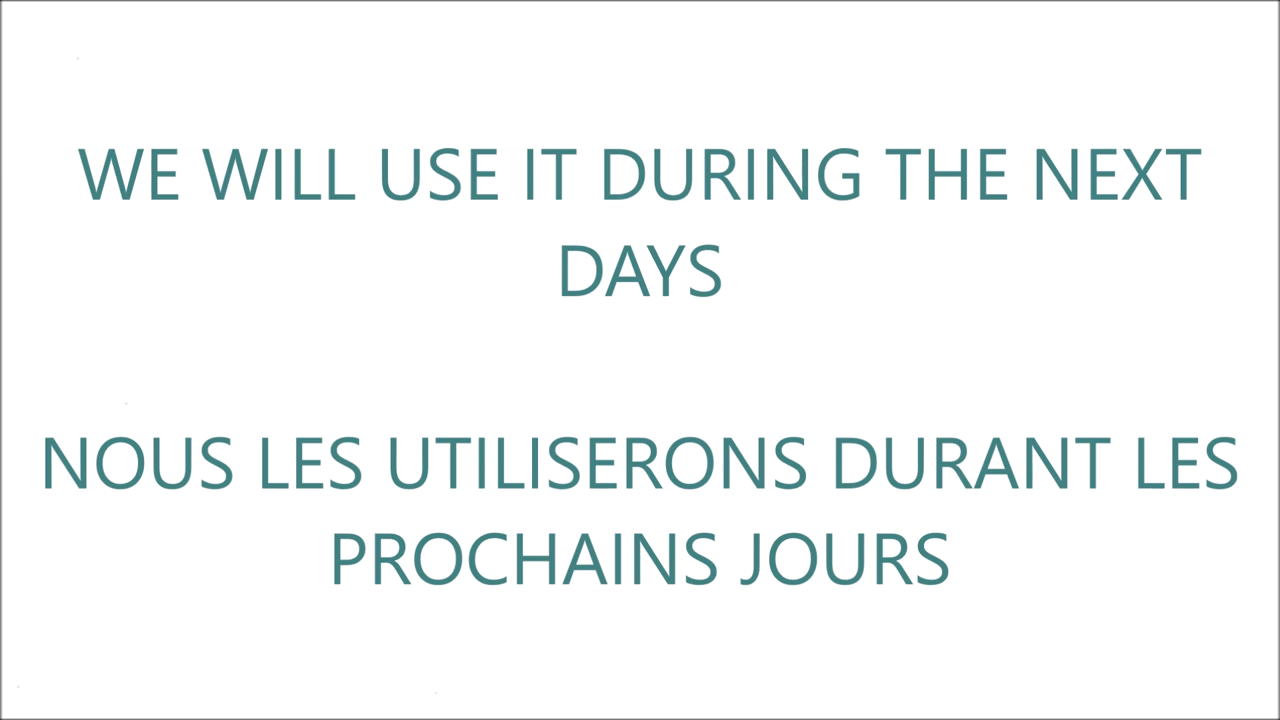 WE WILL USE IT DURING THE NEXT
DAYS
NOUS LES UTILISERONS DURANT LES
PROCHAINS JOURS